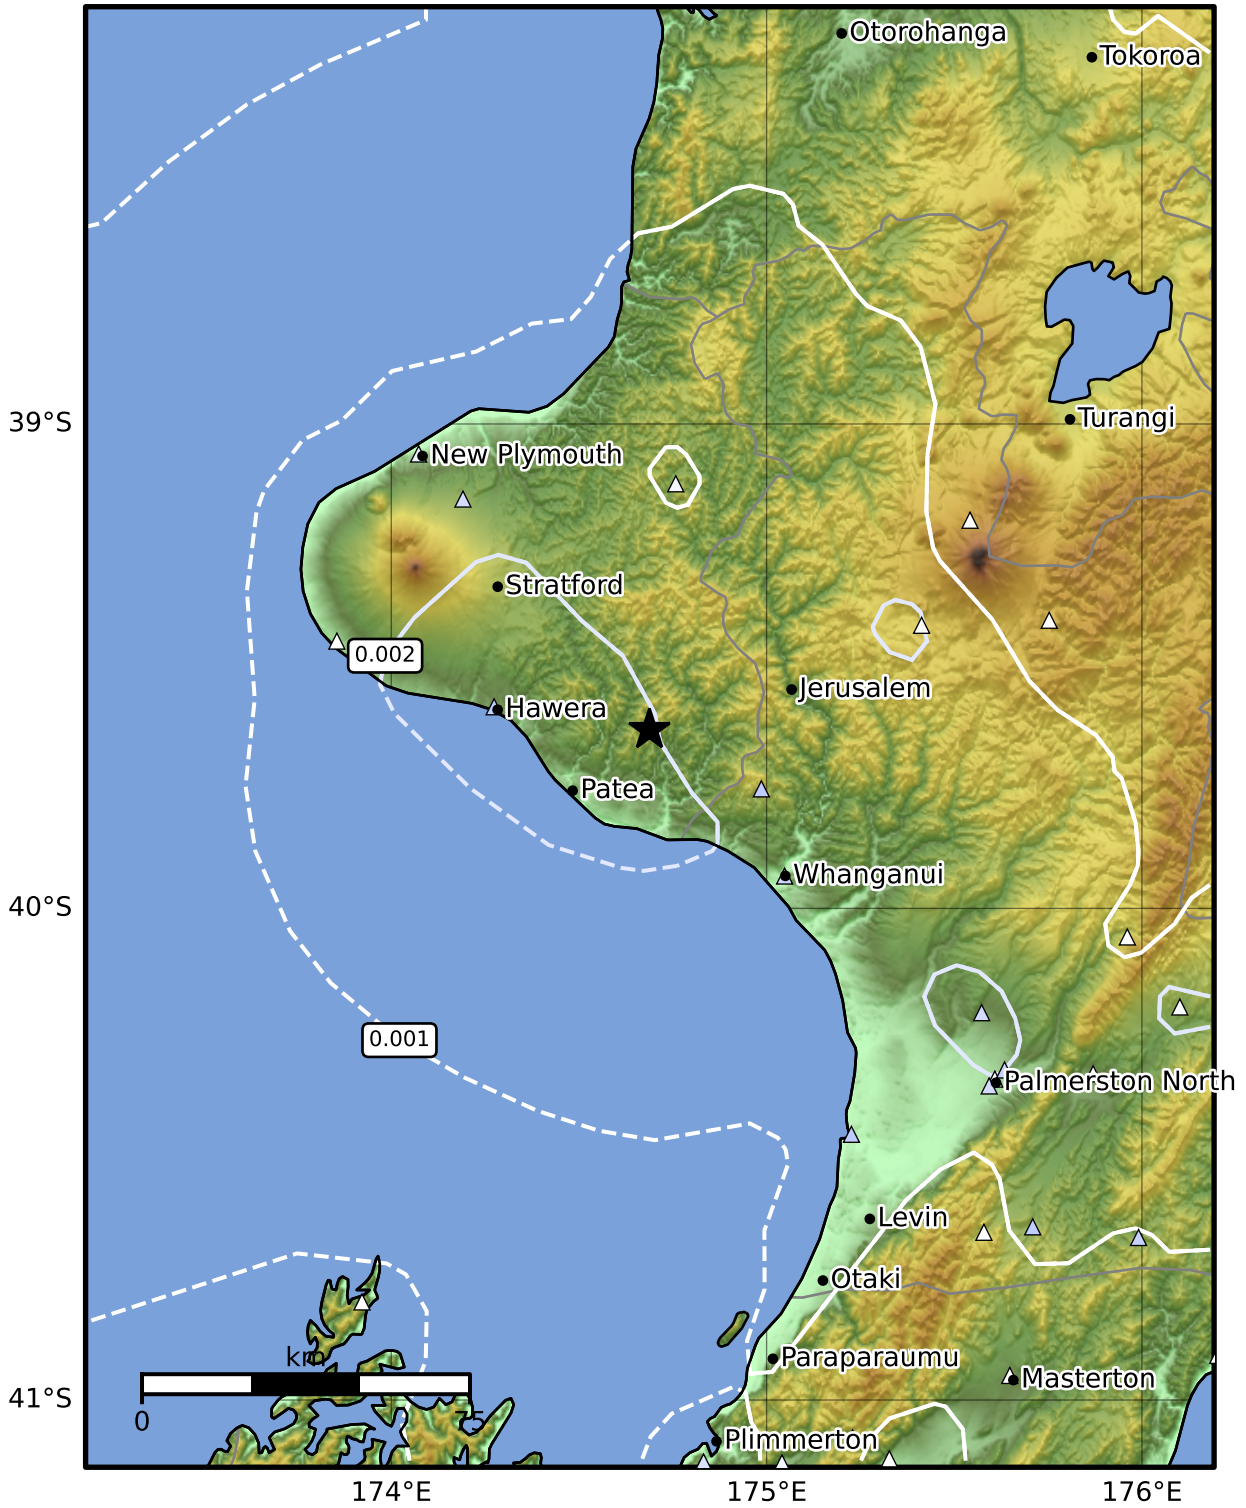 Otorohanga
Tokoroa
Turangi
39°S
New Plymouth
Stratford
0.002
Jerusalem
Hawera
Patea
Whanganui
40°S
0.001
Palmerston North
Levin
Otaki
km
Paraparaumu
Masterton
41°S
0
75
Plimmerton
174°E
175°E
176°E